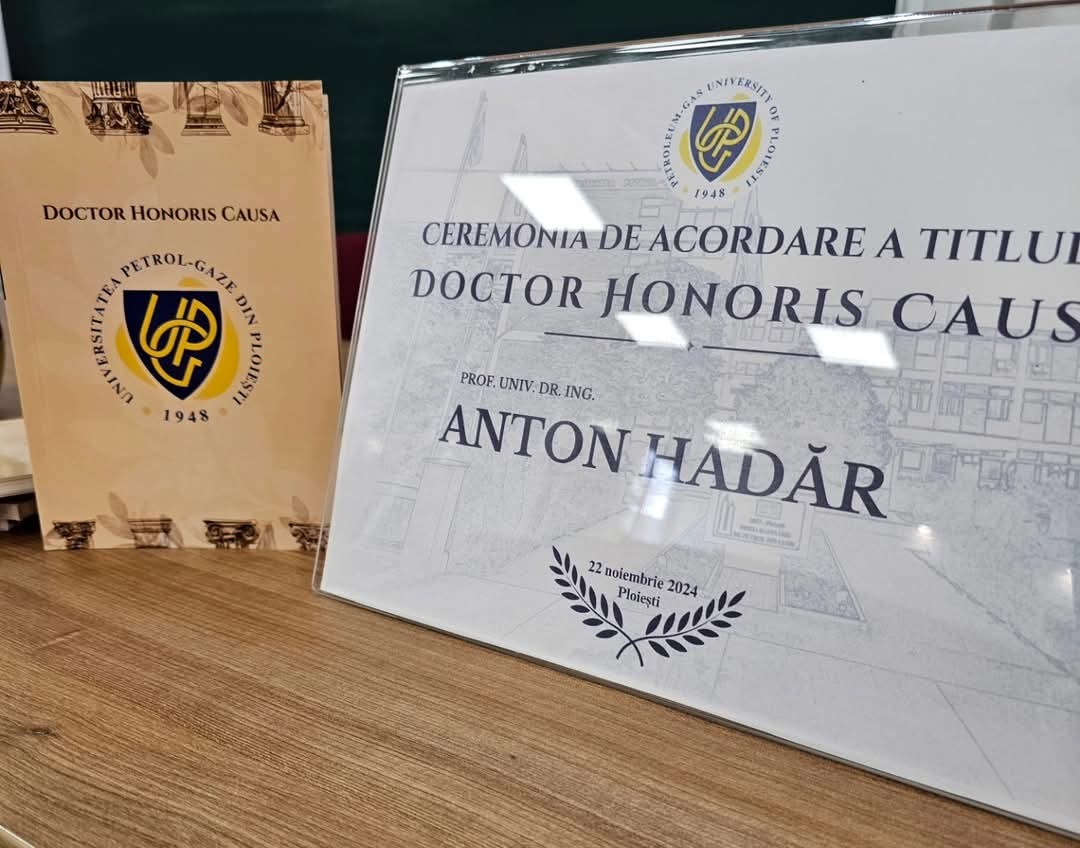 DOCTOR HONORIS CAUSA
UNIVERSITATEA PETROL-GAZE DIN PLOIEȘTI
UPG
1948
PETROLEUM-GAS UNIVERSITY OF PLOIESTI
UPG
1948
CEREMONIA DE ACORDARE A TITLUL
DOCTOR HONORIS CAUS
PROF. UNIV. DR. ING.
ANTON HADĂR
22 noiembrie 2024
Ploiești